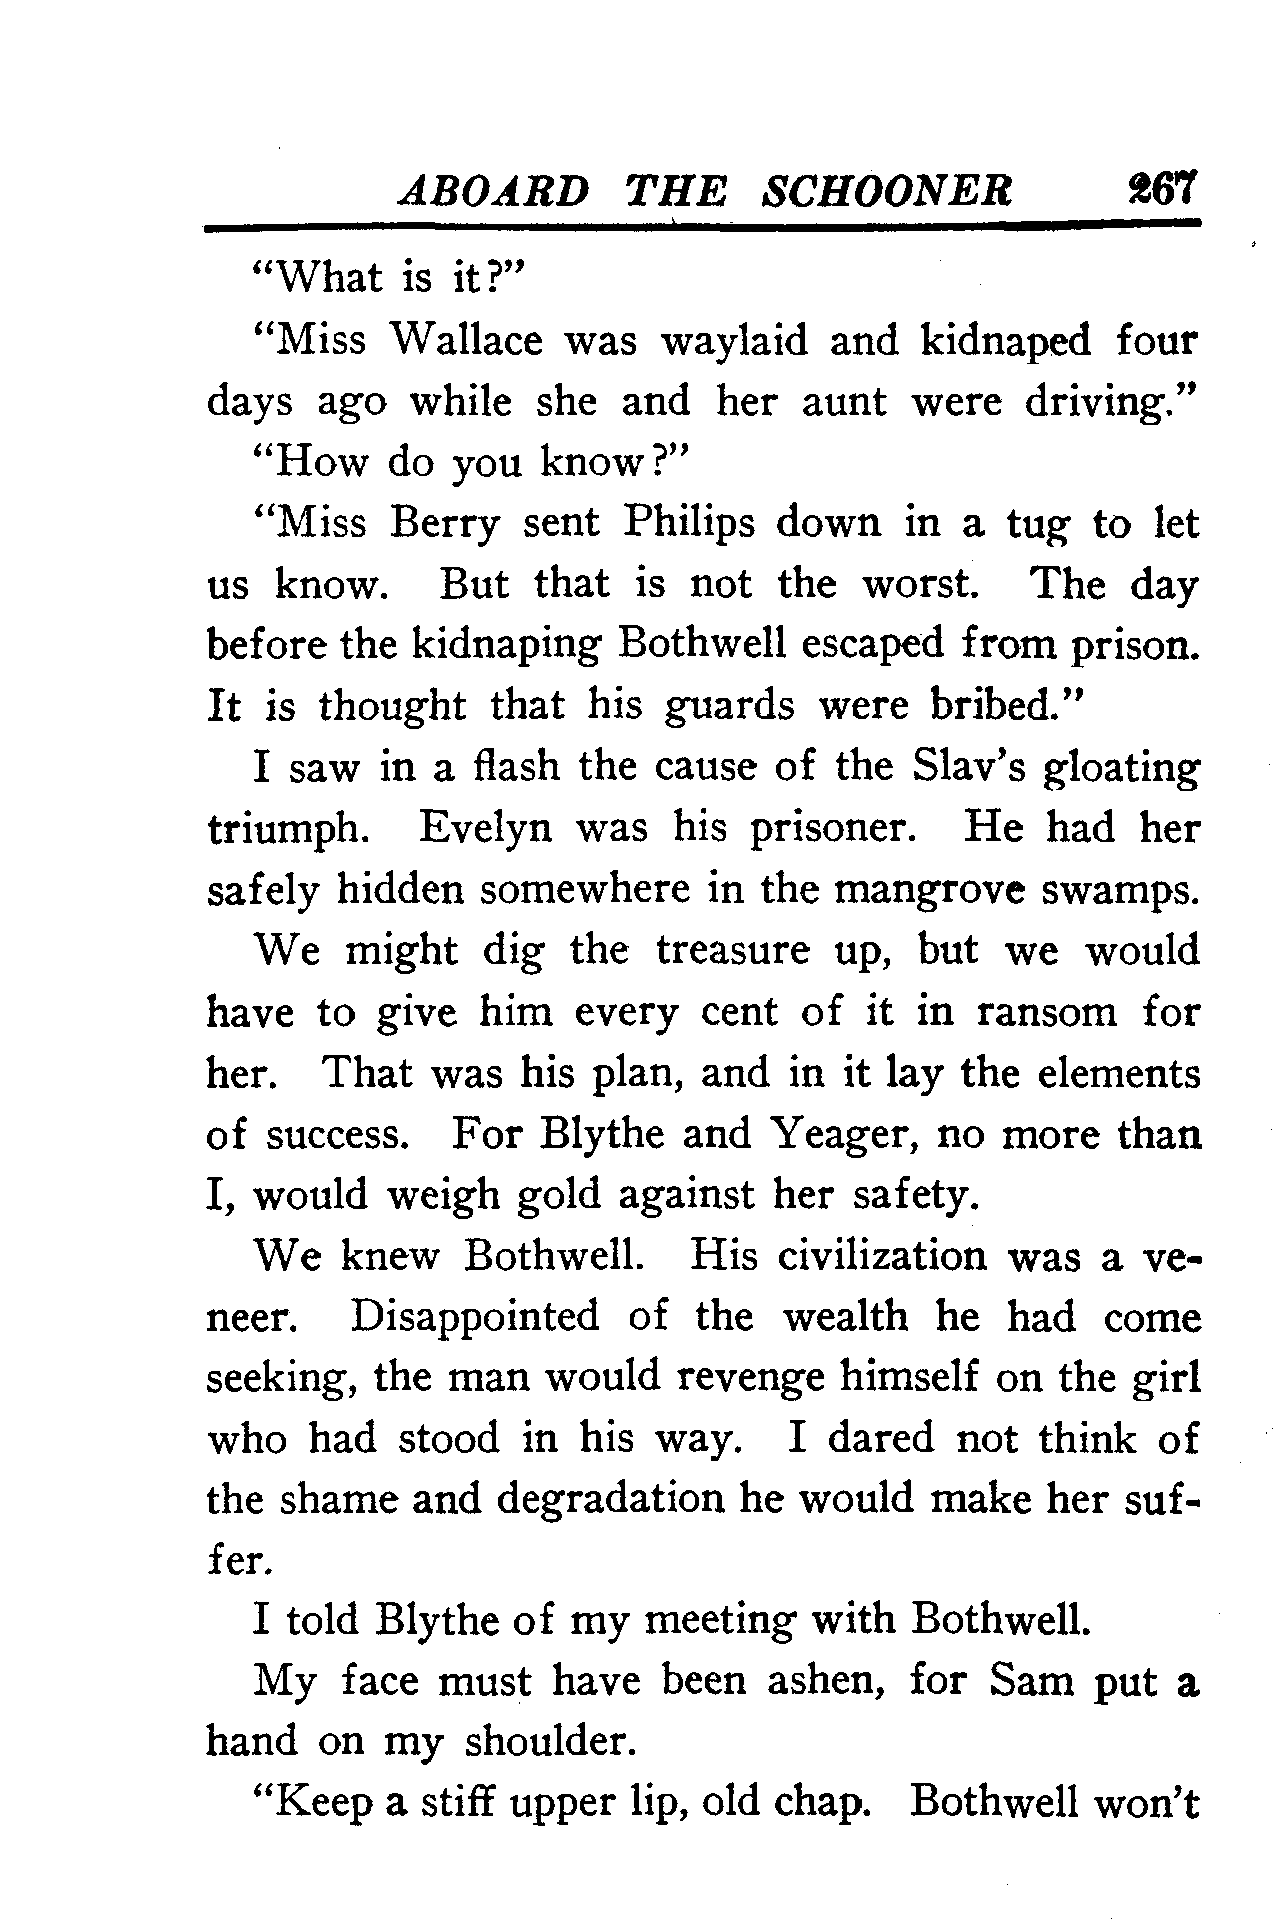 ABOARD THE SCHOONER 267
“What is it?”
“Miss Wallace was waylaid and kidnaped four
days ago while she and her aunt were driving.”
“How do you know?”
“Miss Berry sent Philips down in a tug to let
us know. But that is not the worst. The day
before the kidnaping Bothwell escaped from prison.
It is thought that his guards were bribed.”
I saw in a flash the cause of the Slav’s gloating
triumph. Evelyn was his prisoner. He had her
safely hidden somewhere in the mangrove swamps.
We might dig the treasure up, but we would
have to give him every cent of it in ransom for
her. That was his plan, and in it lay the elements
of success. For Blythe and Yeager, no more than
I, would weigh gold against her safety.
We knew Bothwell. His civilization was a ve-
neer. Disappointed of the wealth he had come
seeking, the man would revenge himself on the girl
who had stood in his way. I dared not think of
the shame and degradation he would make her suf-
fer.
I told Blythe of my meeting with Bothwell.
My face must have been ashen, for Sam put a
hand on my shoulder.
“Keep a stiff upper lip, old chap. Bothwell won’t